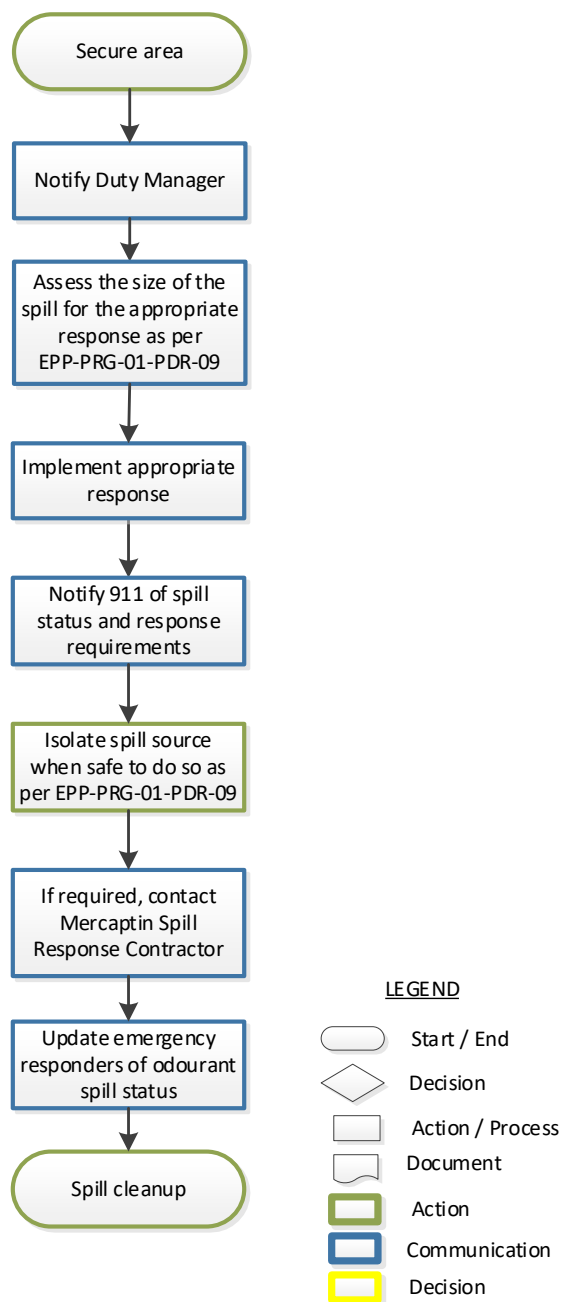 Secure area
Notify Duty Manager
Assess the size of the
spill for the appropriate
response as per
EPP-PRG-01-PDR-09
Implement appropriate
response
Notify 911 of spill
status and response
requirements
Isolate spill source
when safe to do so as
per EPP-PRG-01-PDR-09
If required, contact
Mercaptin Spill
Response Contractor
Update emergency
responders of odourant
spill status
Spill cleanup
LEGEND
Start / End
Decision
Action / Process
Document
Action
Communication
Decision